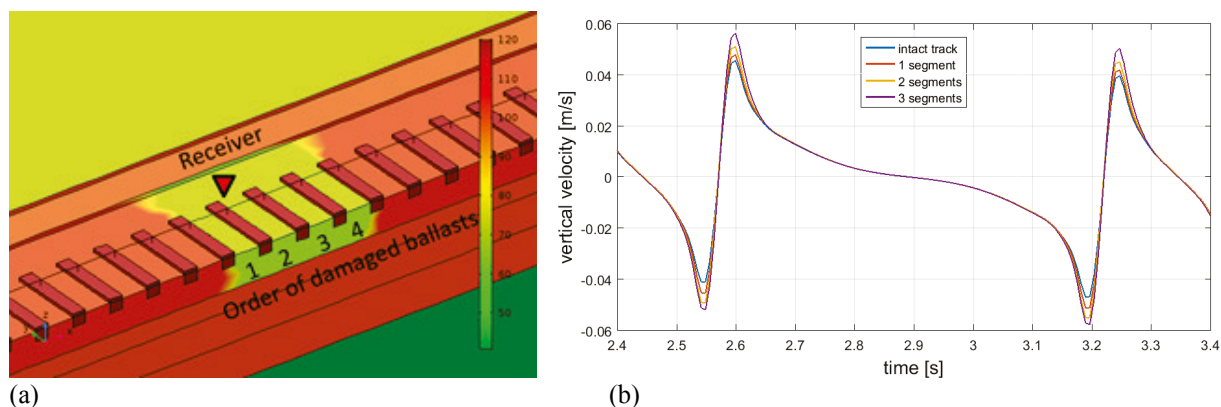 120
110
100
90
80
70
60
50
Receiver
1 2 3 4
Order of damaged ballasts
z
x
(a)
0.06
0.04
0.02
0
-0.02
-0.04
-0.06
vertical velocity [m/s]
intact track
1 segment
2 segments
3 segments
2.4 2.5 2.6 2.7 2.8 2.9 3 3.1 3.2 3.3 3.4
time [s]
(b)